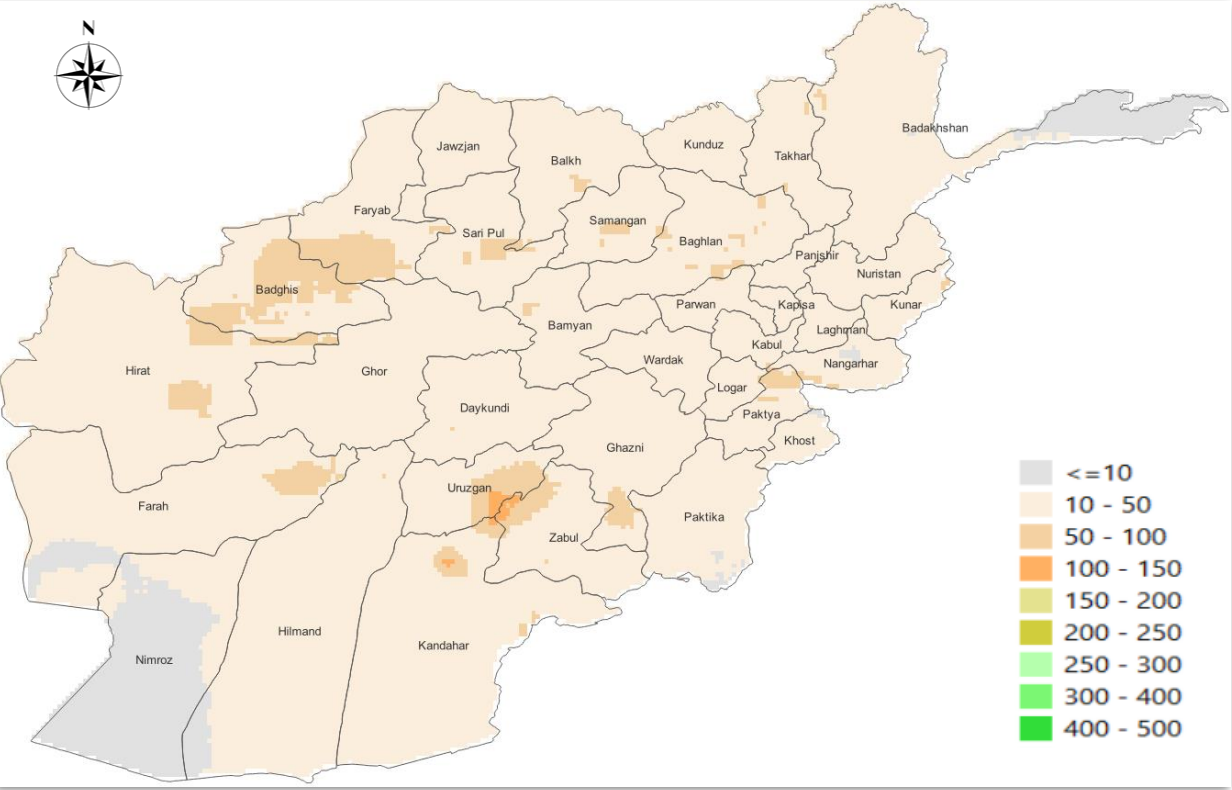 N
Badakhshan
Jawzjan
Kunduz
Balkh
Takhar
Faryab
Samangan
Sari Pul
Baghlan
Panjshir
Nuristan
Badghis
Parwan
Kapisa
Kunar
Bamyan
Laghman
Kabul
Wardak
Nangarhar
Hirat
Ghor
Logar
Daykundi
Paktya
Khost
Ghazni
Uruzgan
Farah
Paktika
Zabul
Hilmand
Kandahar
Nimroz
<=10
10 - 50
50 - 100
100 - 150
150 - 200
200 - 250
250 - 300
300 - 400
400 - 500